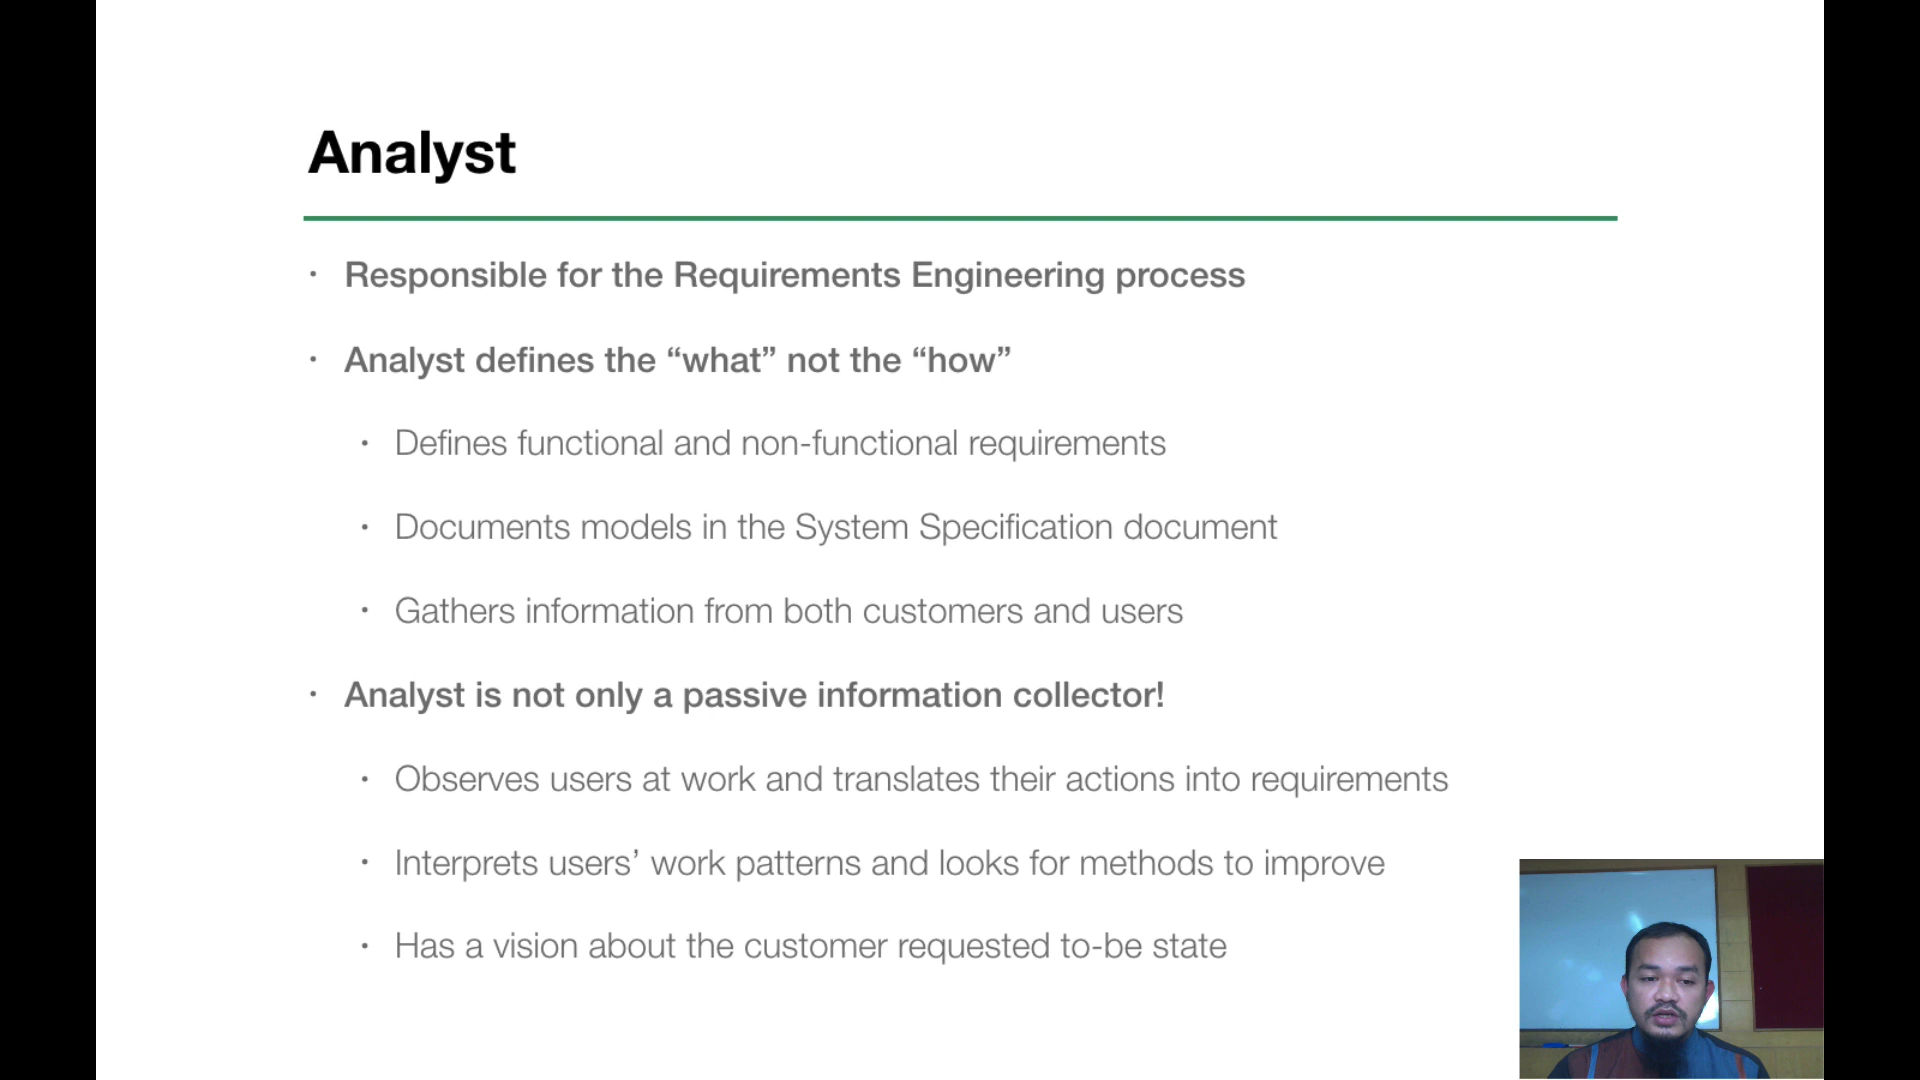 Analyst
• Responsible for the Requirements Engineering process
• Analyst defines the “what” not the “how”
• Defines functional and non-functional requirements
• Documents models in the System Specification document
• Gathers information from both customers and users
• Analyst is not only a passive information collector!
• Observes users at work and translates their actions into requirements
• Interprets users’ work patterns and looks for methods to improve
• Has a vision about the customer requested to-be state